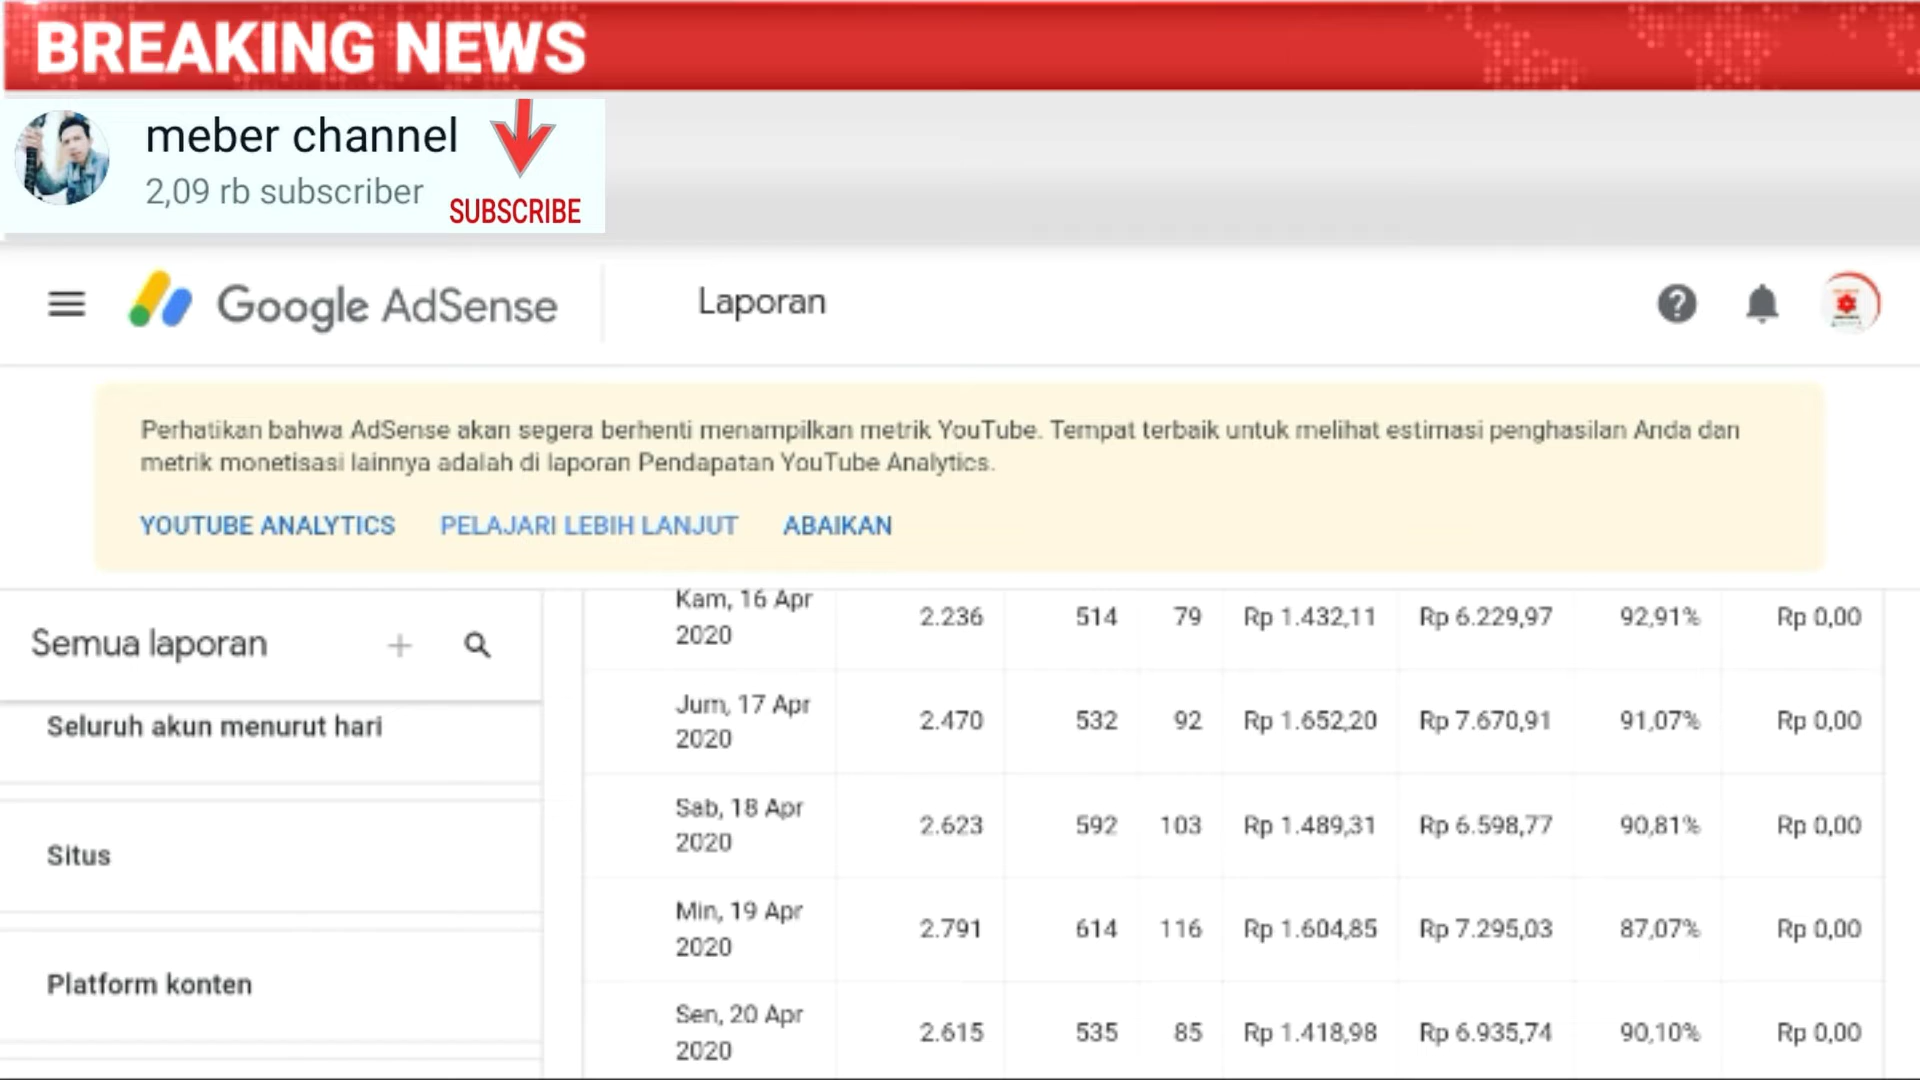 BREAKING NEWS
meber channel
2,09 rb subscriber
SUBSCRIBE
Google AdSense
Laporan
Perhatikan bahwa AdSense akan segera berhenti menampilkan metrik YouTube. Tempat terbaik untuk melihat estimasi penghasilan Anda dan
metrik monetisasi lainnya adalah di laporan Pendapatan YouTube Analytics.
YOUTUBE ANALYTICS PELAJARI LEBIH LANJUT ABAIKAN
Semua laporan
Seluruh akun menurut hari
Situs
Platform konten
Kam, 16 Apr
2020
2.236 514 79 Rp 1.432,11 Rp 6.229,97 92,91% Rp 0,00
Jum, 17 Apr
2020
2.470 532 92 Rp 1.652,20 Rp 7.670,91 91,07% Rp 0,00
Sab, 18 Apr
2020
2.623 592 103 Rp 1.489,31 Rp 6.598,77 90,81% Rp 0,00
Min, 19 Apr
2020
2.791 614 116 Rp 1.604,85 Rp 7.295,03 87,07% Rp 0,00
Sen, 20 Apr
2020
2.615 535 85 Rp 1.418,98 Rp 6.935,74 90,10% Rp 0,00